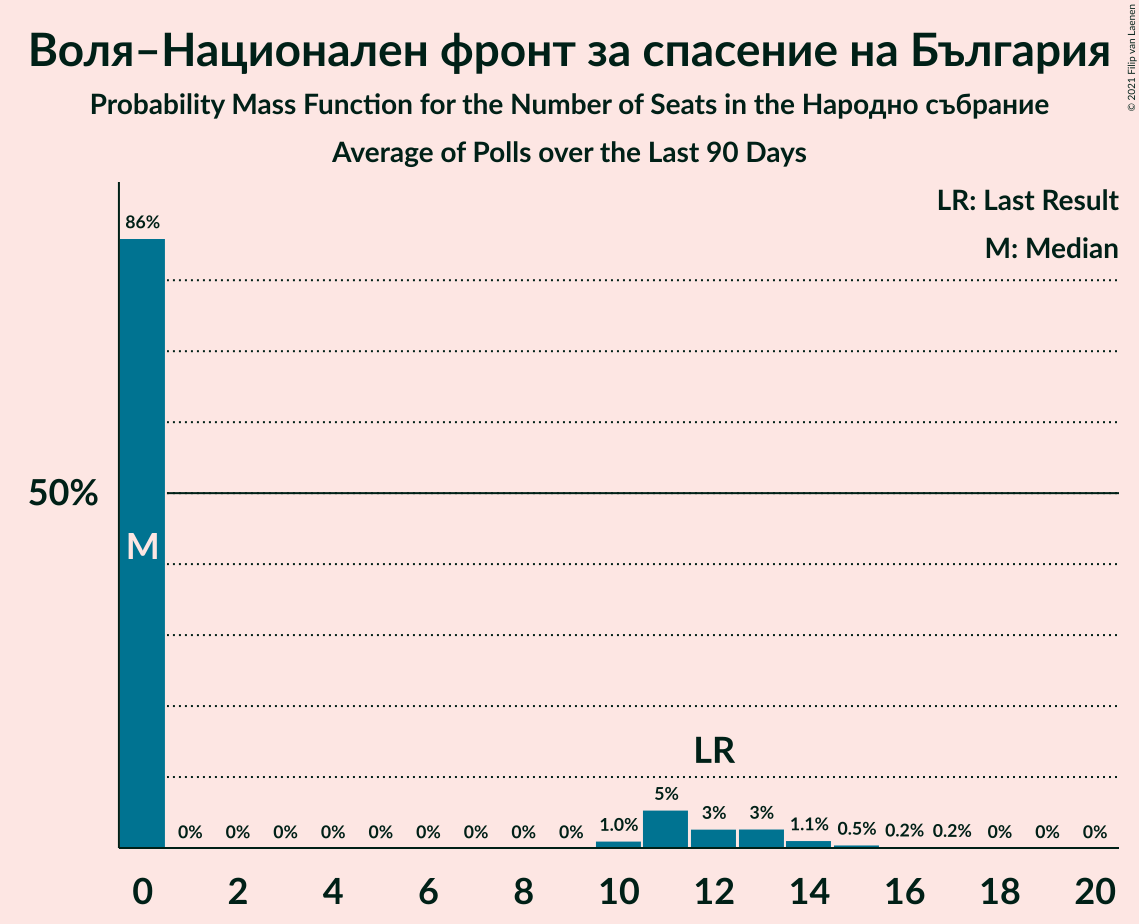 Воля–Национален фронт за спасение на България
Probability Mass Function for the Number of Seats in the Народно събрание
Average of Polls over the Last 90 Days
© 2021 Filip van Laenen
LR: Last Result
M: Median
86%
50%
M
LR
0% 0% 0% 0% 0% 0% 0% 0% 0% 1.0% 5% 3% 3% 1.1% 0.5% 0.2% 0.2% 0% 0% 0%
0 2 4 6 8 10 12 14 16 18 20